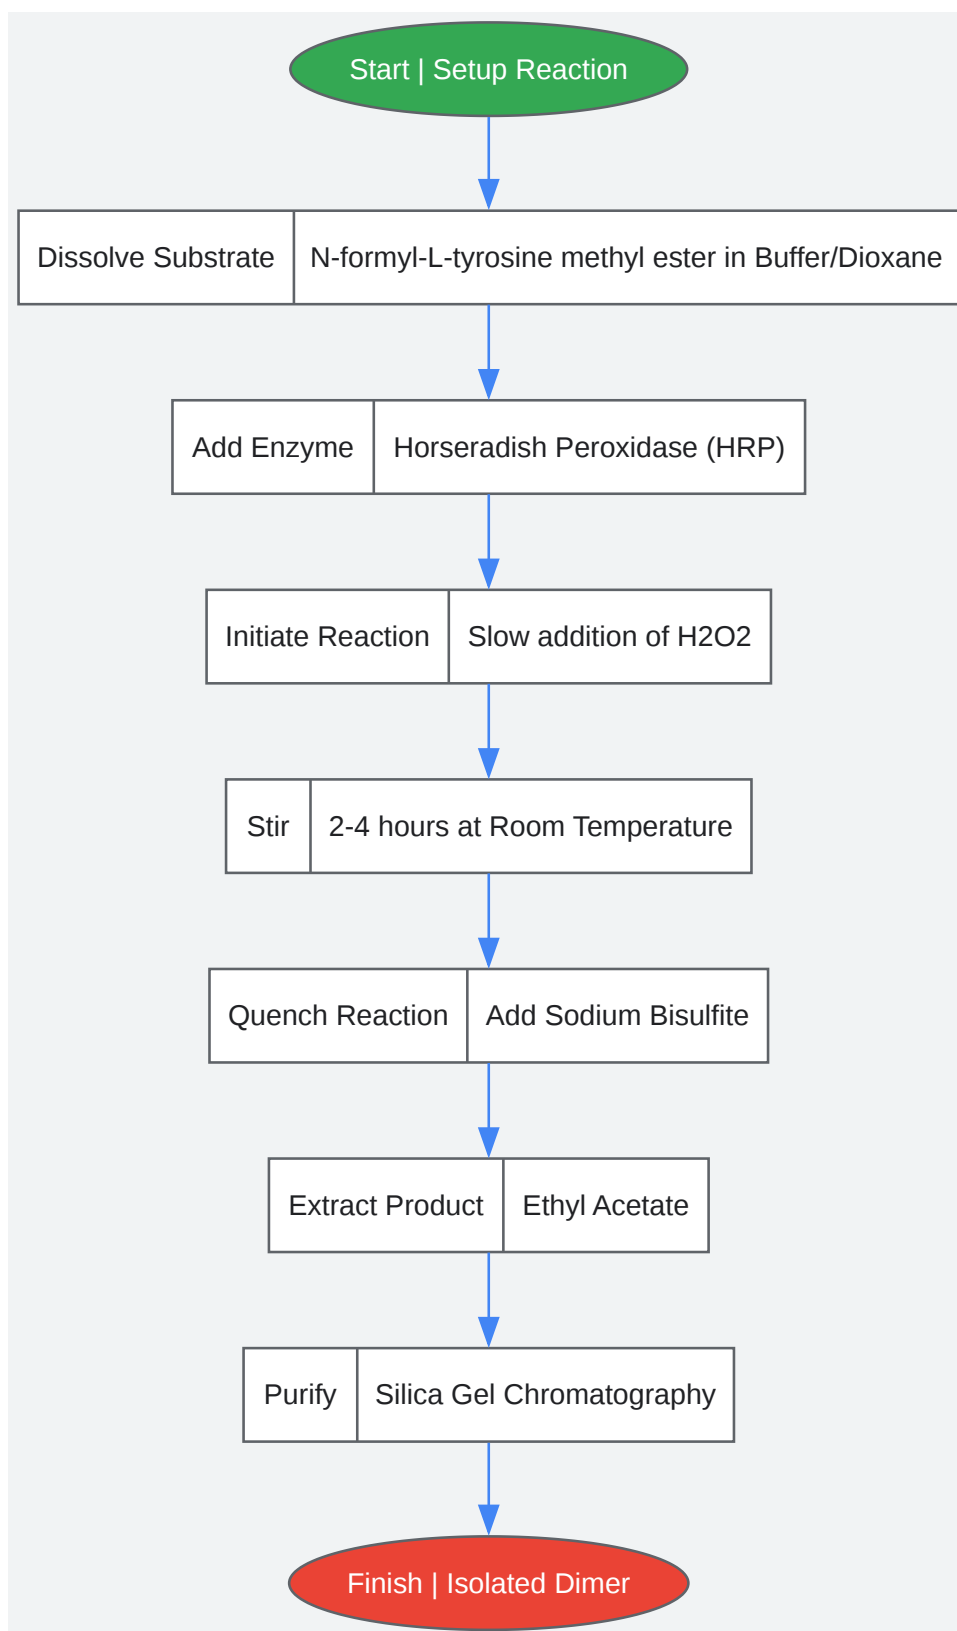 Start | Setup Reaction
Dissolve Substrate
N-formyl-L-tyrosine methyl ester in Buffer/Dioxane
Add Enzyme
Horseradish Peroxidase (HRP)
Initiate Reaction
Slow addition of H2O2
Stir
2-4 hours at Room Temperature
Quench Reaction
Add Sodium Bisulfite
Extract Product
Ethyl Acetate
Purify
Silica Gel Chromatography
Finish | Isolated Dimer